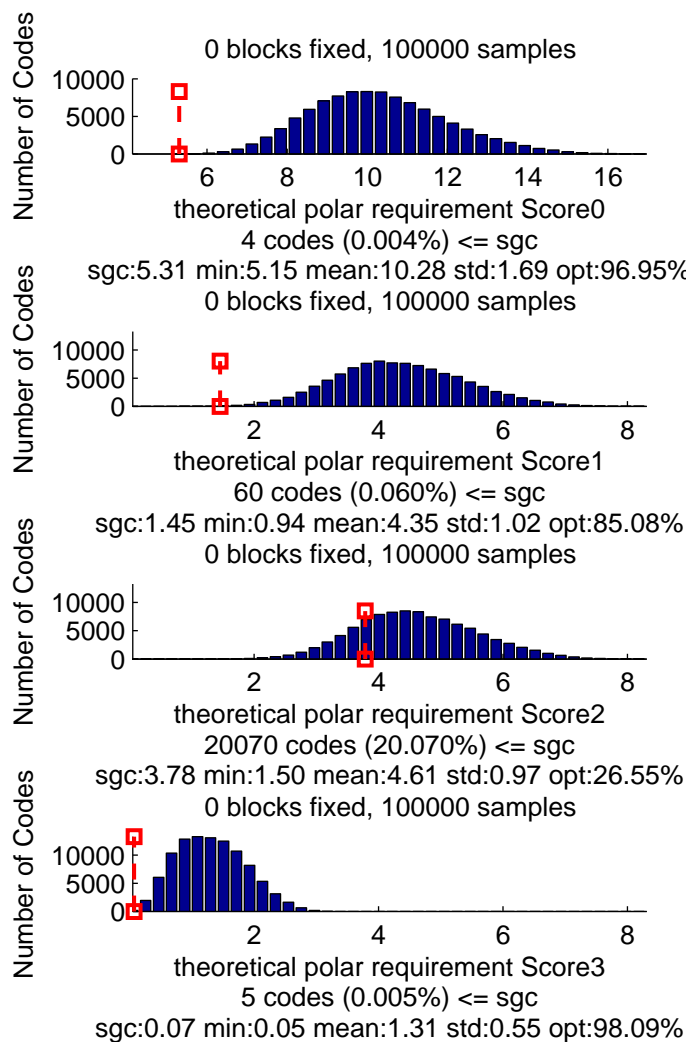 0 blocks fixed, 100000 samples
Number of Codes
10000
5000
0
6 8 10 12 14 16
theoretical polar requirement Score0
4 codes (0.004%) <= sgc
sgc:5.31 min:5.15 mean:10.28 std:1.69 opt:96.95%
0 blocks fixed, 100000 samples
Number of Codes
10000
5000
0
2 4 6 8
theoretical polar requirement Score1
60 codes (0.060%) <= sgc
sgc:1.45 min:0.94 mean:4.35 std:1.02 opt:85.08%
0 blocks fixed, 100000 samples
Number of Codes
10000
5000
0
2 4 6 8
theoretical polar requirement Score2
20070 codes (20.070%) <= sgc
sgc:3.78 min:1.50 mean:4.61 std:0.97 opt:26.55%
0 blocks fixed, 100000 samples
Number of Codes
10000
5000
0
2 4 6 8
theoretical polar requirement Score3
5 codes (0.005%) <= sgc
sgc:0.07 min:0.05 mean:1.31 std:0.55 opt:98.09%